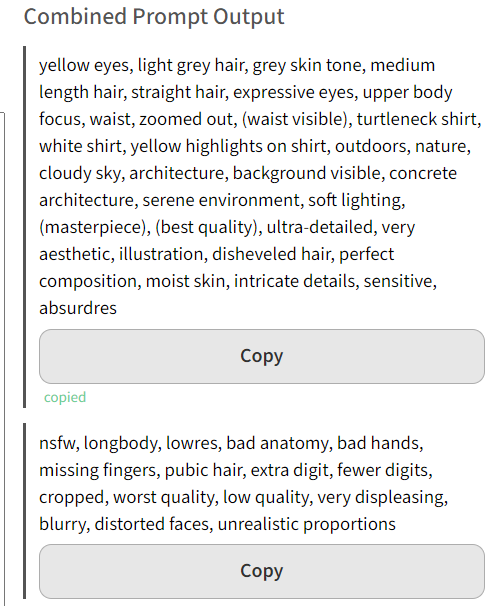 Combined Prompt Output
yellow eyes, light grey hair, grey skin tone, medium
length hair, straight hair, expressive eyes, upper body
focus, waist, zoomed out, (waist visible), turtleneck shirt,
white shirt, yellow highlights on shirt, outdoors, nature,
cloudy sky, architecture, background visible, concrete
architecture, serene environment, soft lighting,
(masterpiece), (best quality), ultra-detailed, very
aesthetic, illustration, disheveled hair, perfect
composition, moist skin, intricate details, sensitive,
absurdres
Copy
copied
nsfw, longbody, lowres, bad anatomy, bad hands,
missing fingers, pubic hair, extra digit, fewer digits,
cropped, worst quality, low quality, very displeasing,
blurry, distorted faces, unrealistic proportions
Copy